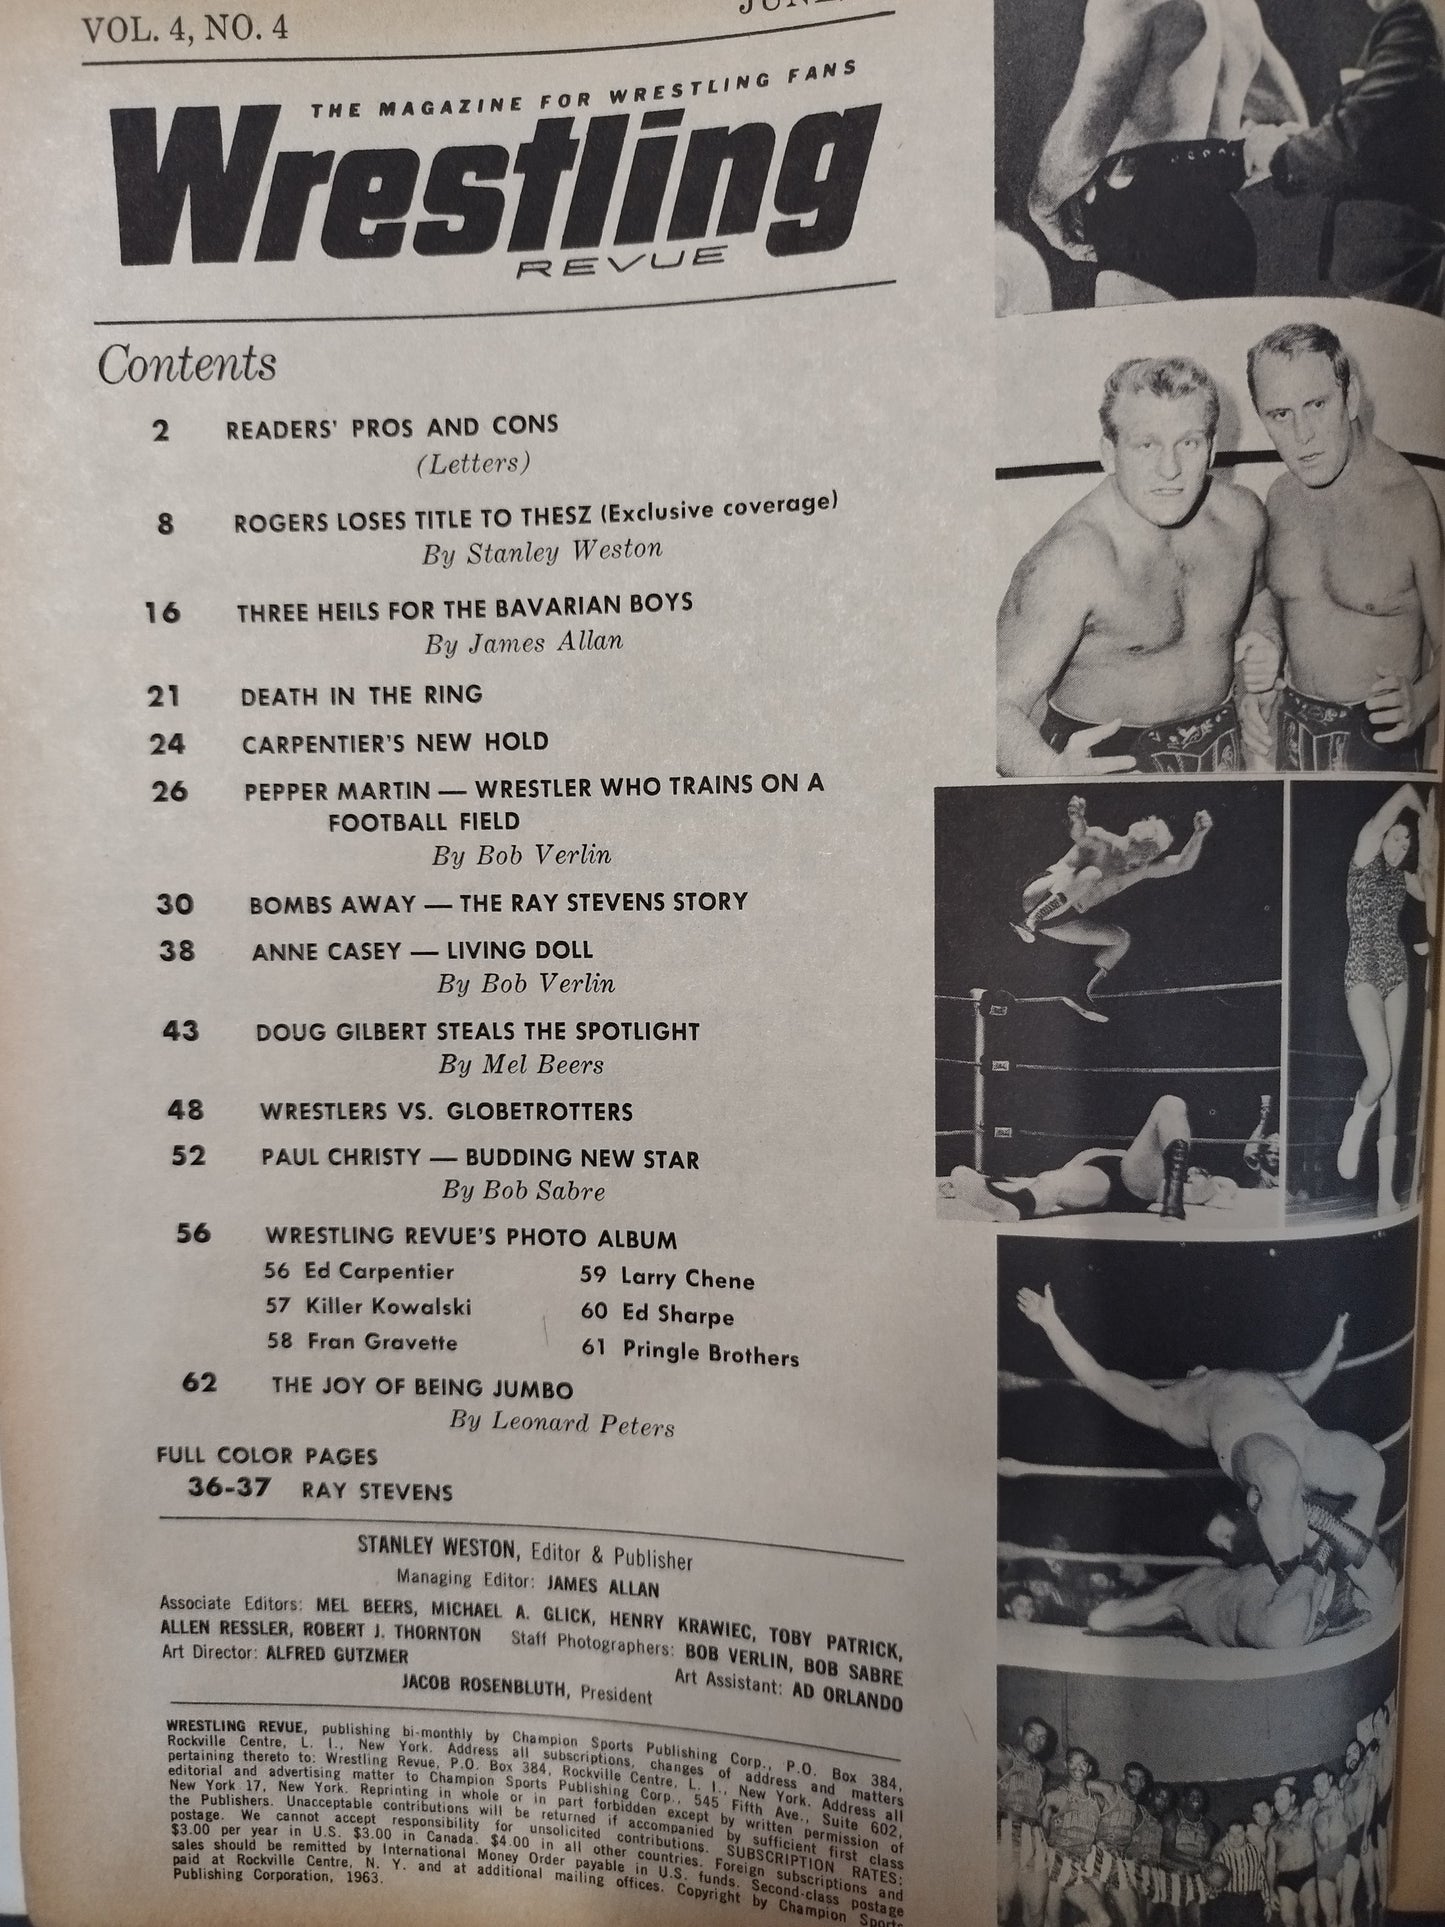 VOL. 4, NO. 4
THE MAGAZINE FOR WRESTLING FANS
Wrestling
REVUE
Contents
2 READERS' PROS AND CONS
(Letters)
8 ROGERS LOSES TITLE TO THESZ (Exclusive coverage)
By Stanley Weston
16 THREE HEILS FOR THE BAVARIAN BOYS
By James Allan
21 DEATH IN THE RING
24 CARPENTIER'S NEW HOLD
26 PEPPER MARTIN — WRESTLER WHO TRAINS ON A
FOOTBALL FIELD
By Bob Verlin
30 BOMBS AWAY — THE RAY STEVENS STORY
38 ANNE CASEY — LIVING DOLL
By Bob Verlin
43 DOUG GILBERT STEALS THE SPOTLIGHT
By Mel Beers
48 WRESTLERS VS. GLOBETROTTERS
52 PAUL CHRISTY — BUDDING NEW STAR
By Bob Sabre
56 WRESTLING REVUE'S PHOTO ALBUM
56 Ed Carpentier 59 Larry Chene
57 Killer Kowalski 60 Ed Sharpe
58 Fran Gravette 61 Pringle Brothers
62 THE JOY OF BEING JUMBO
By Leonard Peters
FULL COLOR PAGES
36-37 RAY STEVENS
STANLEY WESTON, Editor & Publisher
Managing Editor: JAMES ALLAN
Associate Editors: MEL BEERS, MICHAEL A. GLICK, HENRY KRAWIEC, TOBY PATRICK,
ALLEN RESSLER, ROBERT J. THORNTON Staff Photographers: BOB VERLIN, BOB SABRE
Art Director: ALFRED GUTZMER Art Assistant: AD ORLANDO
JACOB ROSENBLUTH, President
WRESTLING REVUE, publishing bi-monthly by Champion Sports Publishing Corp., P.O. Box 384,
Rockville Centre, L. I., New York. Address all subscriptions, changes of address and matters
pertaining thereto to: Wrestling Revue, P.O. Box 384, Rockville Centre, L. I., New York. Address all
editorial and advertising matter to Champion Sports Publishing Corp., 545 Fifth Ave., Suite 602,
New York 17, New York. Reprinting in whole or in part forbidden except by written permission of
the Publishers. Unacceptable contributions will be returned if accompanied by sufficient first class
postage. We cannot accept responsibility for unsolicited contributions. SUBSCRIPTION RATES:
$3.00 per year in U.S. $3.00 in Canada. $4.00 in all other countries. Foreign subscriptions and
sales should be remitted by International Money Order payable in U.S. funds. Second-class postage
paid at Rockville Centre, N. Y. and at additional mailing offices. Copyright by Champion Sports
Publishing Corporation, 1963.